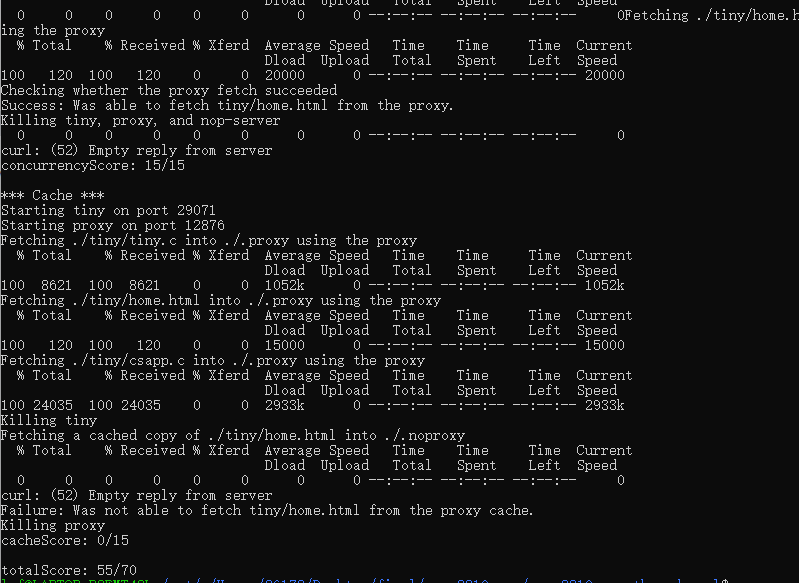 Dload Upload Total Spent Left Speed
0 0 0 0 0 0 0 0 --:--:-- --:--:-- --:--:-- 0Fetching ./tiny/home.h
ing the proxy
% Total % Received % Xferd Average Speed Time Time Time Current
Dload Upload Total Spent Left Speed
100 120 100 120 0 0 20000 0 --:--:-- --:--:-- --:--:-- 20000
Checking whether the proxy fetch succeeded
Success: Was able to fetch tiny/home.html from the proxy.
Killing tiny, proxy, and nop-server
0 0 0 0 0 0 0 0 --:--:-- --:--:-- --:--:-- 0
curl: (52) Empty reply from server
concurrencyScore: 15/15
*** Cache ***
Starting tiny on port 29071
Starting proxy on port 12876
Fetching ./tiny/tiny.c into ./.proxy using the proxy
% Total % Received % Xferd Average Speed Time Time Time Current
Dload Upload Total Spent Left Speed
100 8621 100 8621 0 0 1052k 0 --:--:-- --:--:-- --:--:-- 1052k
Fetching ./tiny/home.html into ./.proxy using the proxy
% Total % Received % Xferd Average Speed Time Time Time Current
Dload Upload Total Spent Left Speed
100 120 100 120 0 0 15000 0 --:--:-- --:--:-- --:--:-- 15000
Fetching ./tiny/csapp.c into ./.proxy using the proxy
% Total % Received % Xferd Average Speed Time Time Time Current
Dload Upload Total Spent Left Speed
100 24035 100 24035 0 0 2933k 0 --:--:-- --:--:-- --:--:-- 2933k
Killing tiny
Fetching a cached copy of ./tiny/home.html into ./.noproxy
% Total % Received % Xferd Average Speed Time Time Time Current
Dload Upload Total Spent Left Speed
0 0 0 0 0 0 0 0 --:--:-- --:--:-- --:--:-- 0
curl: (52) Empty reply from server
Failure: Was not able to fetch tiny/home.html from the proxy cache.
Killing proxy
cacheScore: 0/15
totalScore: 55/70